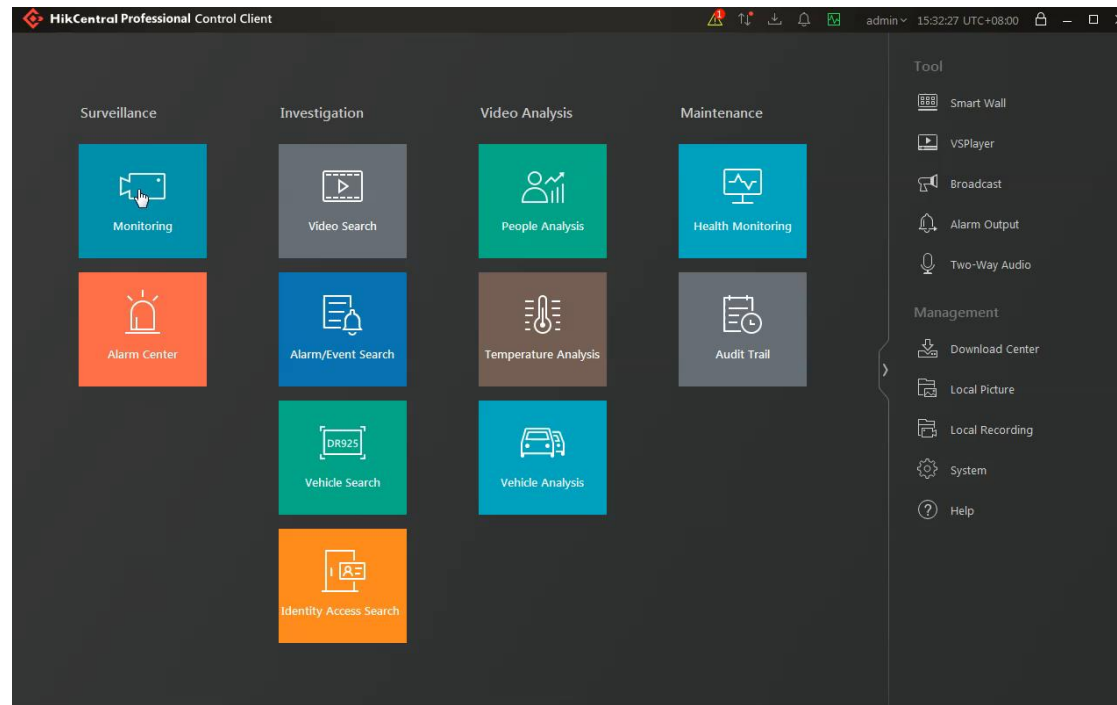 HikCentral Professional Control Client
1
admin
15:32:27 UTC+08:00
Surveillance
Monitoring
Alarm Center
Investigation
Video Search
Alarm/Event Search
DR925
Vehicle Search
Identity Access Search
Video Analysis
People Analysis
Temperature Analysis
Vehicle Analysis
Maintenance
Health Monitoring
Audit Trail
Tool
Smart Wall
VSPlayer
Broadcast
Alarm Output
Two-Way Audio
Management
Download Center
Local Picture
Local Recording
System
Help